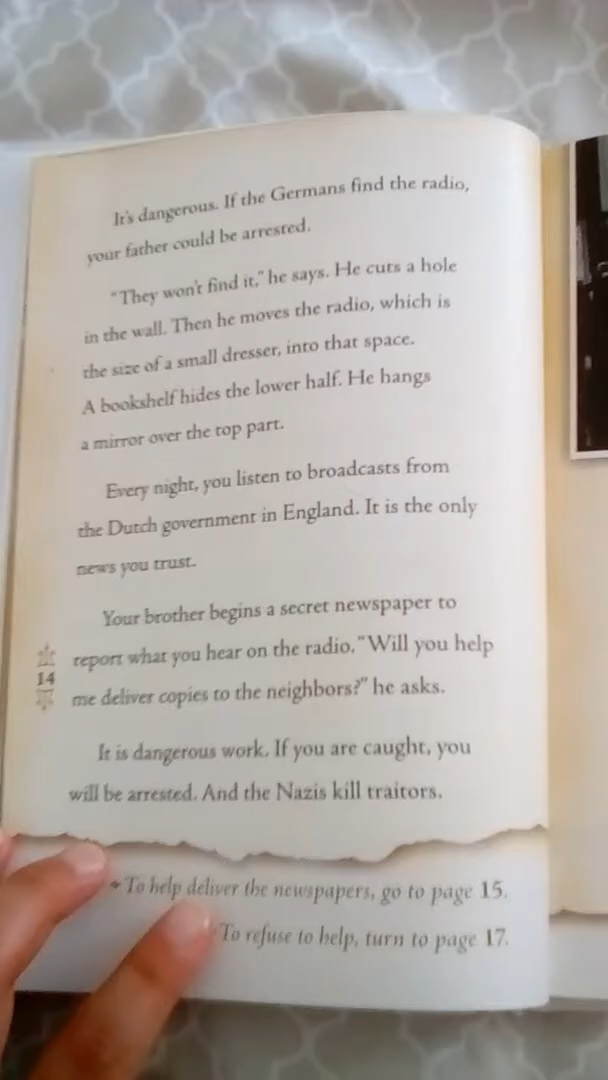 It's dangerous. If the Germans find the radio,
your father could be arrested.
"They won't find it," he says. He cuts a hole
in the wall. Then he moves the radio, which is
the size of a small dresser, into that space.
A bookshelf hides the lower half. He hangs
a mirror over the top part.
Every night, you listen to broadcasts from
the Dutch government in England. It is the only
news you trust.
Your brother begins a secret newspaper to
report what you hear on the radio. "Will you help
me deliver copies to the neighbors?" he asks.
It is dangerous work. If you are caught, you
will be arrested. And the Nazis kill traitors.
14
To help deliver the newspapers, go to page 15.
To refuse to help, turn to page 17.